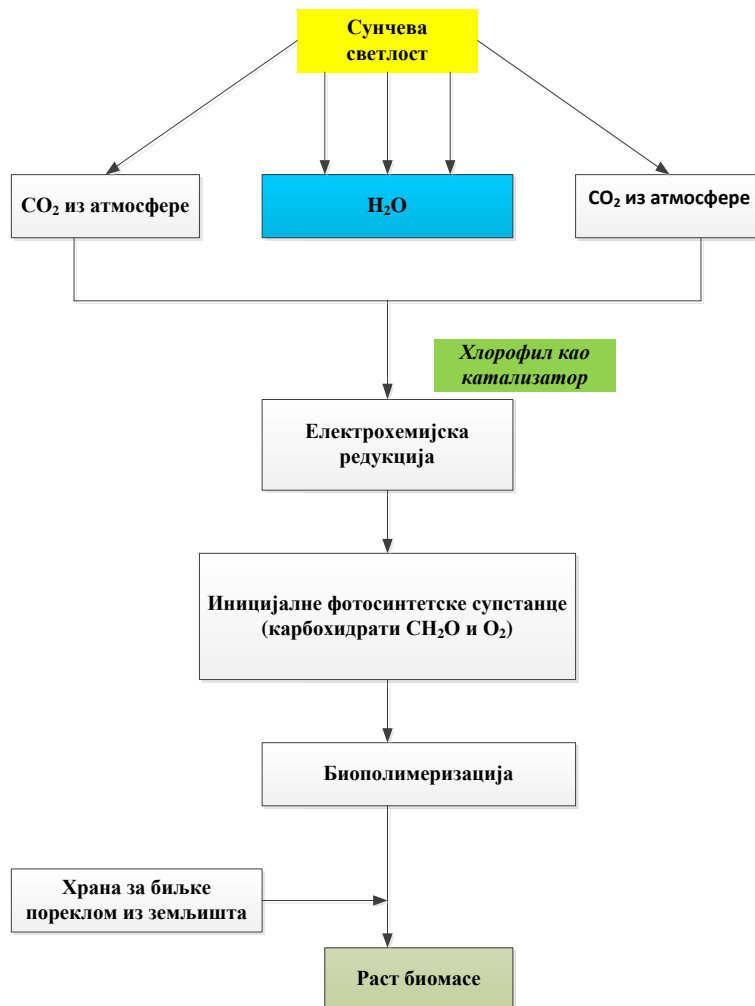 Сунчева
светлост
CO₂ из атмосфере
H₂O
CO₂ из атмосфере
Хлорофил као
катализатор
Електрохемијска
редукција
Иницијалне фотосинтетске супстанце
(карбохидрати CH₂O и O₂)
Биополимеризација
Храна за биљке
пореклом из земљишта
Раст биомасе